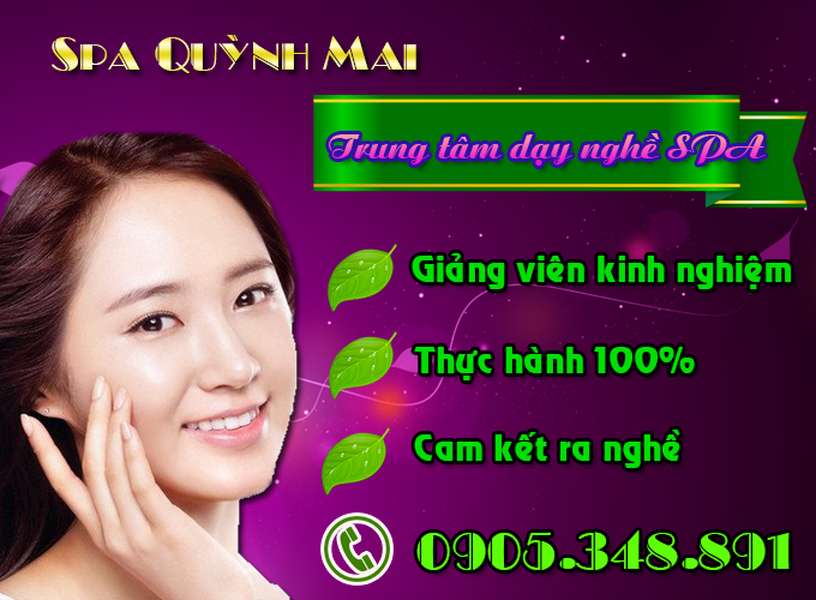 SPA QUỲNH MAI
Trung tâm dạy nghề SPA
Giảng viên kinh nghiệm
Thực hành 100%
Cam kết ra nghề
0905.348.891